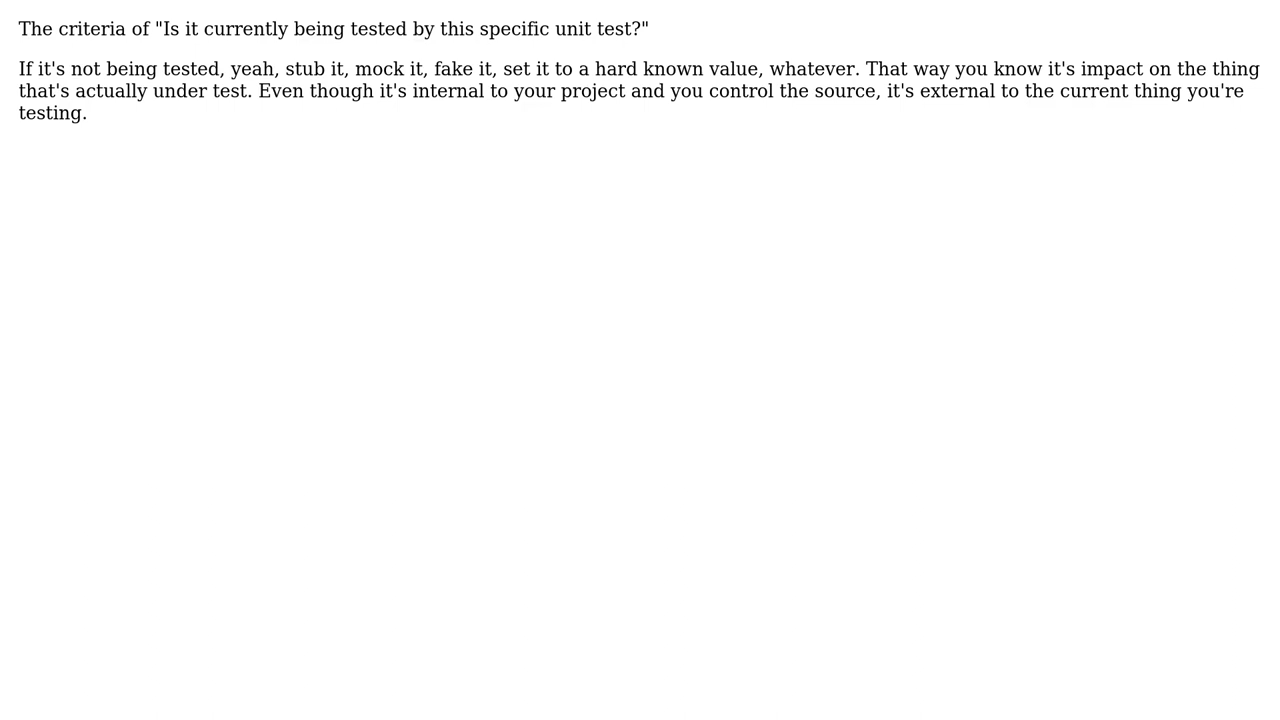 The criteria of "Is it currently being tested by this specific unit test?"
If it's not being tested, yeah, stub it, mock it, fake it, set it to a hard known value, whatever. That way you know it's impact on the thing
that's actually under test. Even though it's internal to your project and you control the source, it's external to the current thing you're
testing.